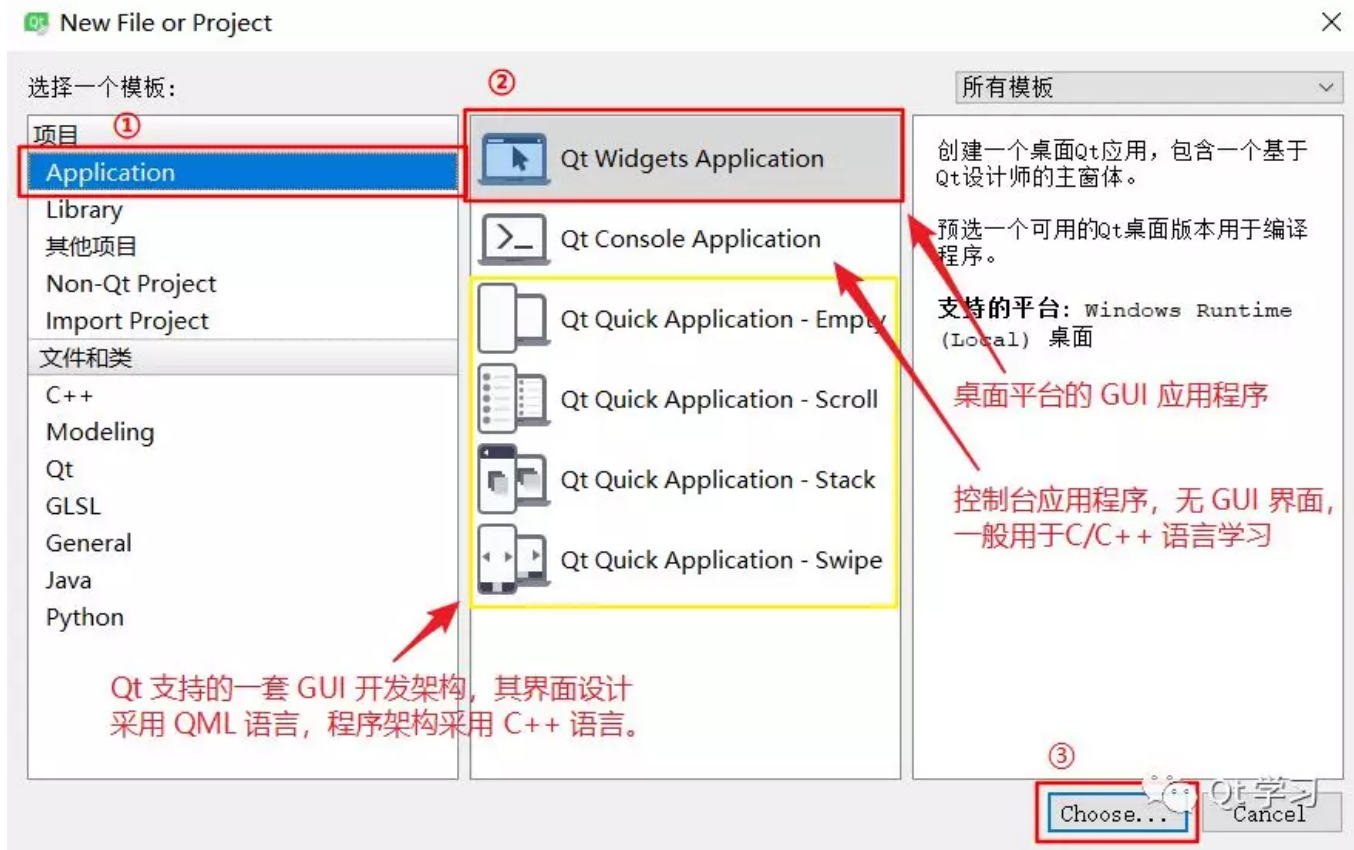 New File or Project
选择一个模板:
②
所有模板
项目
①
Application
Library
其他项目
Non-Qt Project
Import Project
文件和类
C++
Modeling
Qt
GLSL
General
Java
Python
Qt Widgets Application
Qt Console Application
Qt Quick Application - Empty
Qt Quick Application - Scroll
Qt Quick Application - Stack
Qt Quick Application - Swipe
创建一个桌面Qt应用，包含一个基于
Qt设计师的主窗体。
预选一个可用的Qt桌面版本用于编译
程序。
支持的平台: Windows Runtime
(Local) 桌面
桌面平台的 GUI 应用程序
控制台应用程序，无 GUI 界面，
一般用于C/C++ 语言学习
Qt 支持的一套 GUI 开发架构，其界面设计
采用 QML 语言，程序架构采用 C++ 语言。
③
Qt 学习
Choose...
Cancel